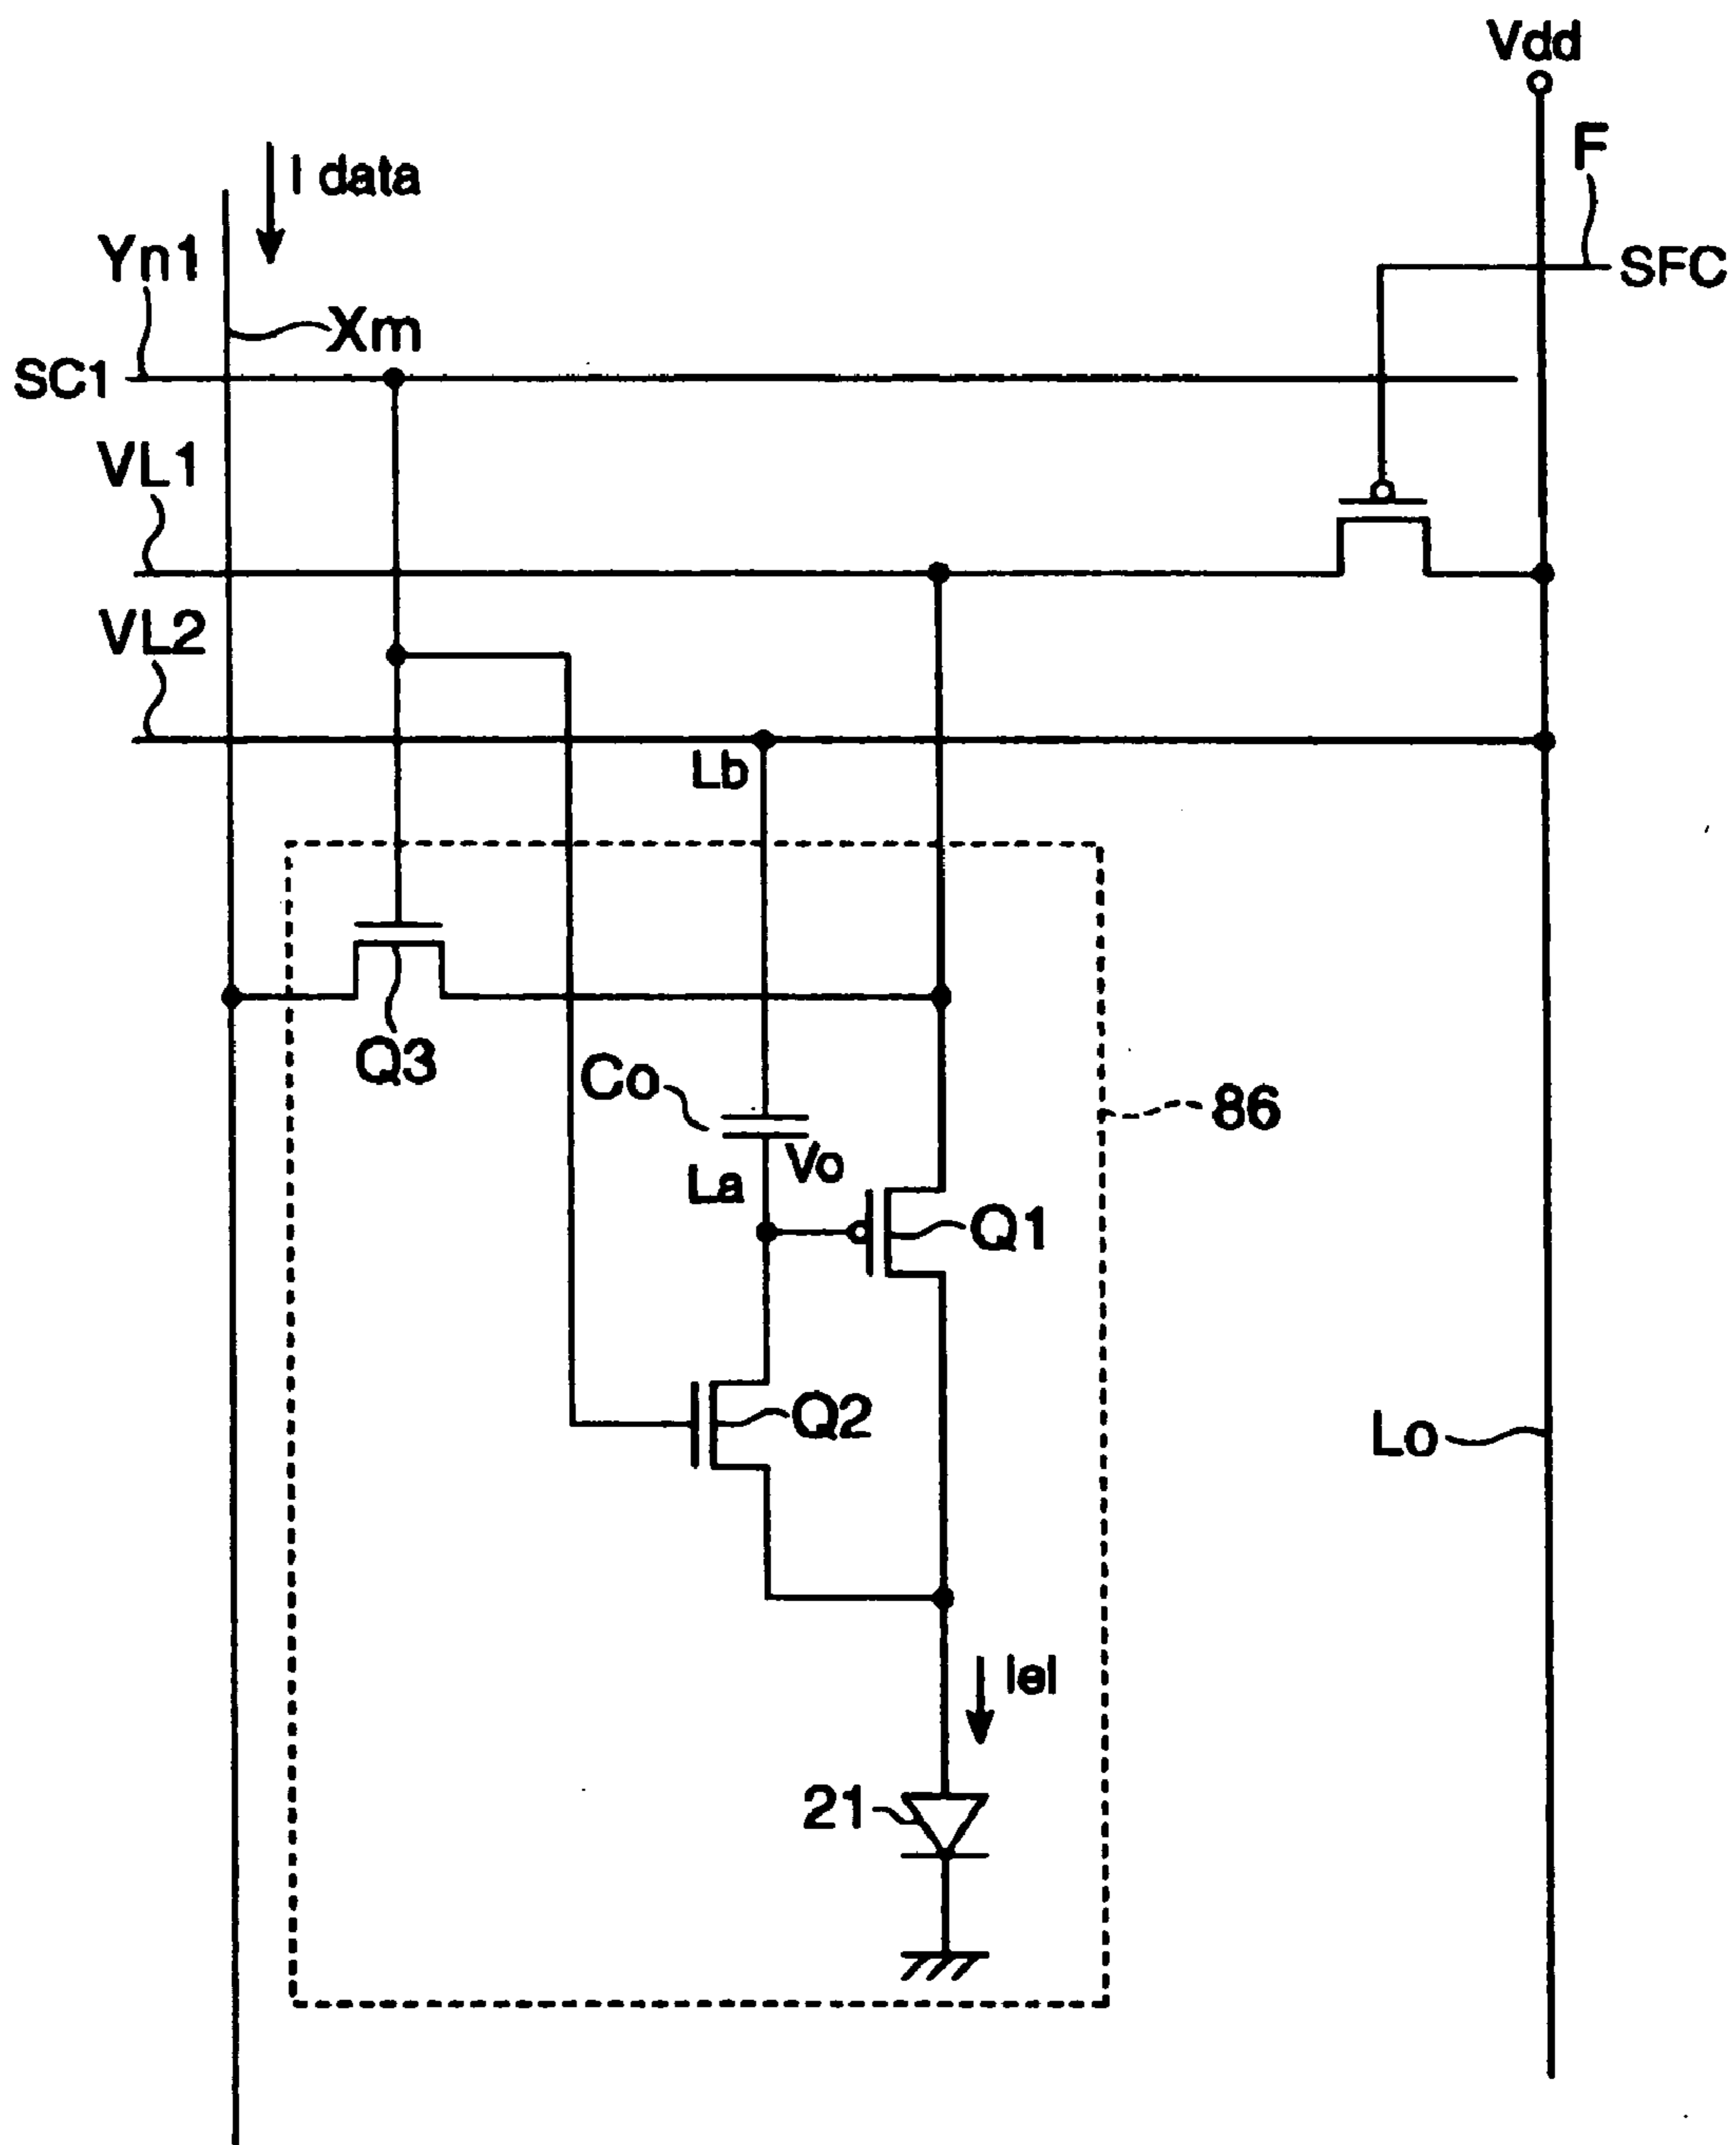 Vdd
F
I data
Yn1
SFC
Xm
SC1
VL1
VL2
Lb
Q3
Co
86
Vo
La
Q1
Q2
Lo
Iel
21